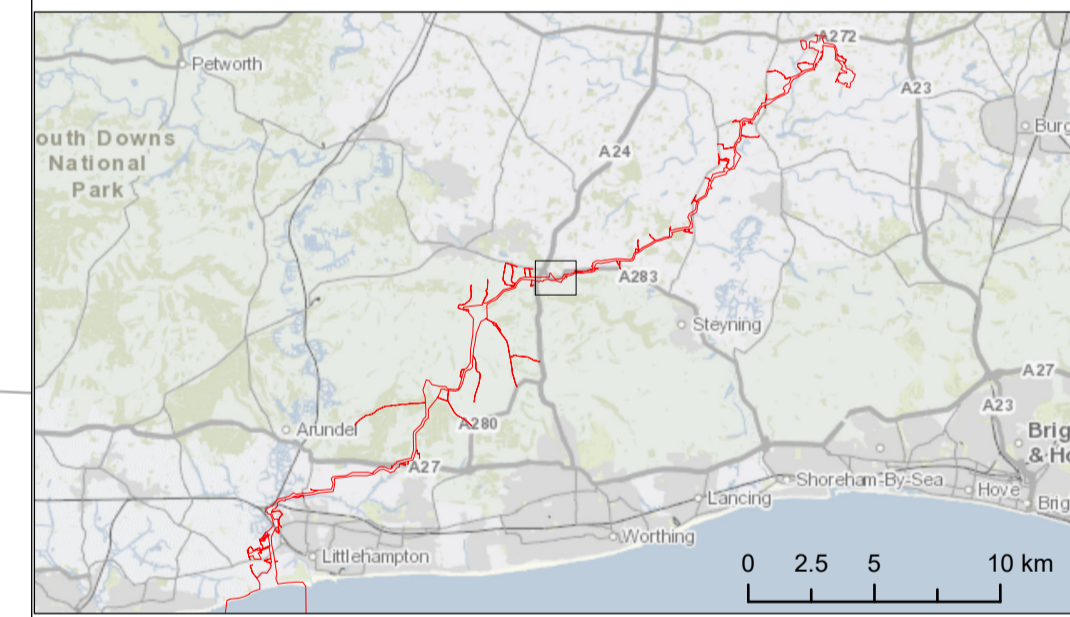 A272
Petworth
A23
Burg
outh Downs
National
Park
A24
A283
Steyning
A27
A23
Arundel
A280
Brig
& Ho
A27
Shoreham-By-Sea
Hove
Lancing
Brig
Worthing
Littlehampton
0 2.5 5 10 km